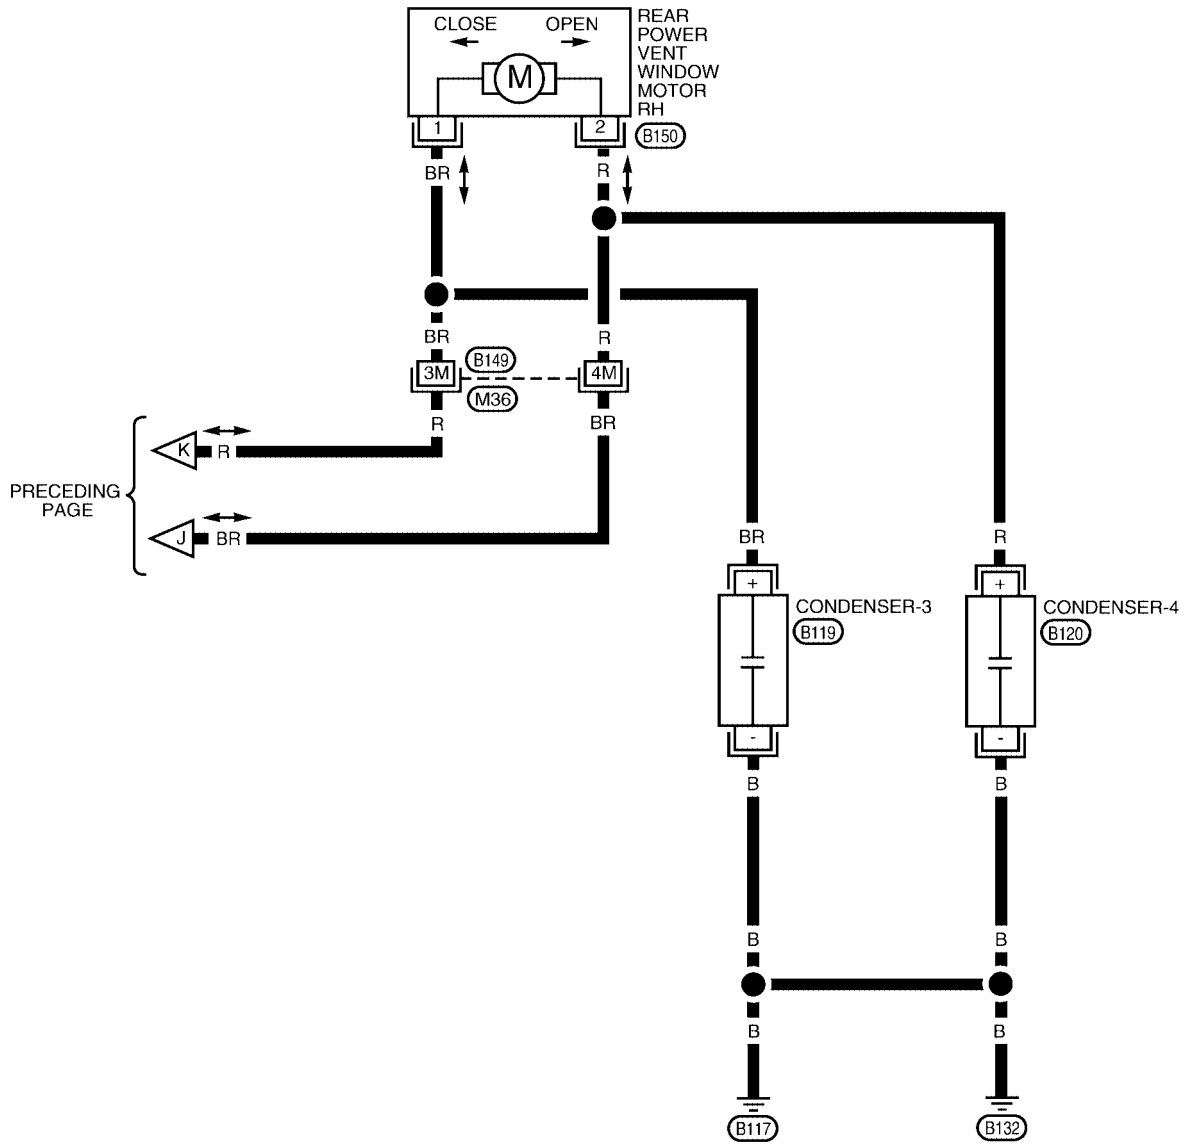 CLOSE OPEN
REAR
POWER
VENT
WINDOW
MOTOR
RH
M
1 2
B150
BR R
BR R
B149
3M 4M
M36
R BR
K R
PRECEDING
PAGE
J BR
BR R
+ +
CONDENSER-3 CONDENSER-4
B119 B120
- -
B B
B B
B B
B117 B132